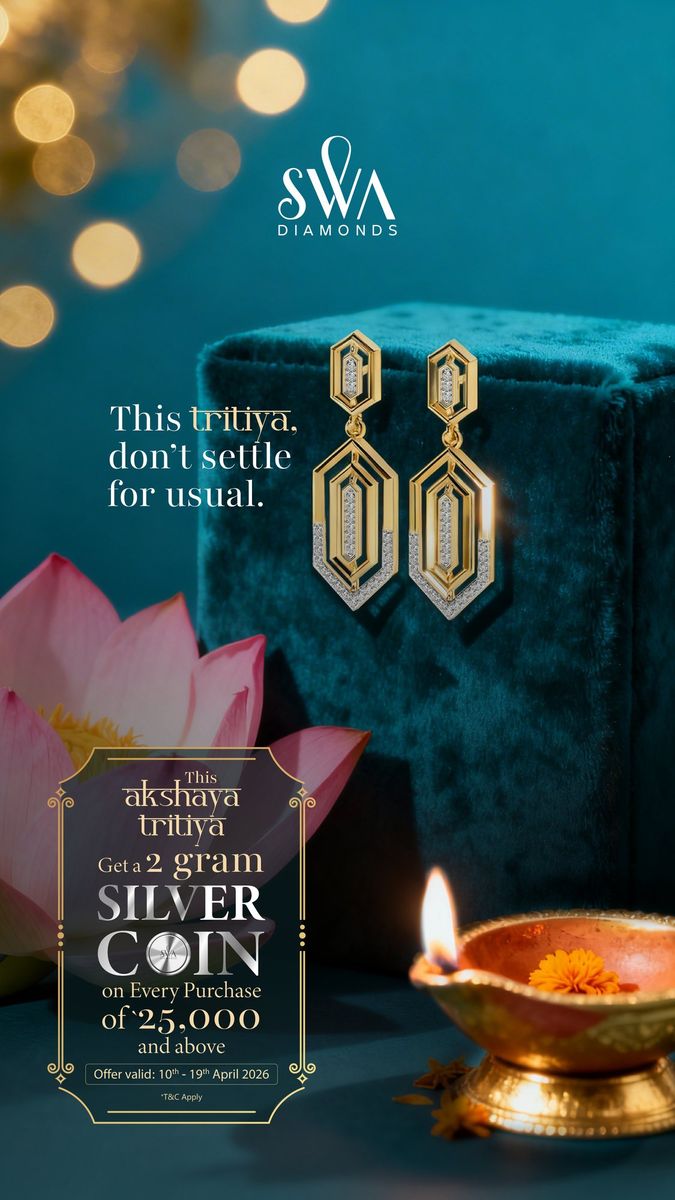 SWA
DIAMONDS
This tritiya,
don't settle
for usual.
This
akshaya
tritiya
Get a 2 gram
SILVER
COIN
on Every Purchase
of `25,000
and above
Offer valid: 10th - 19th April 2026
*T&C Apply